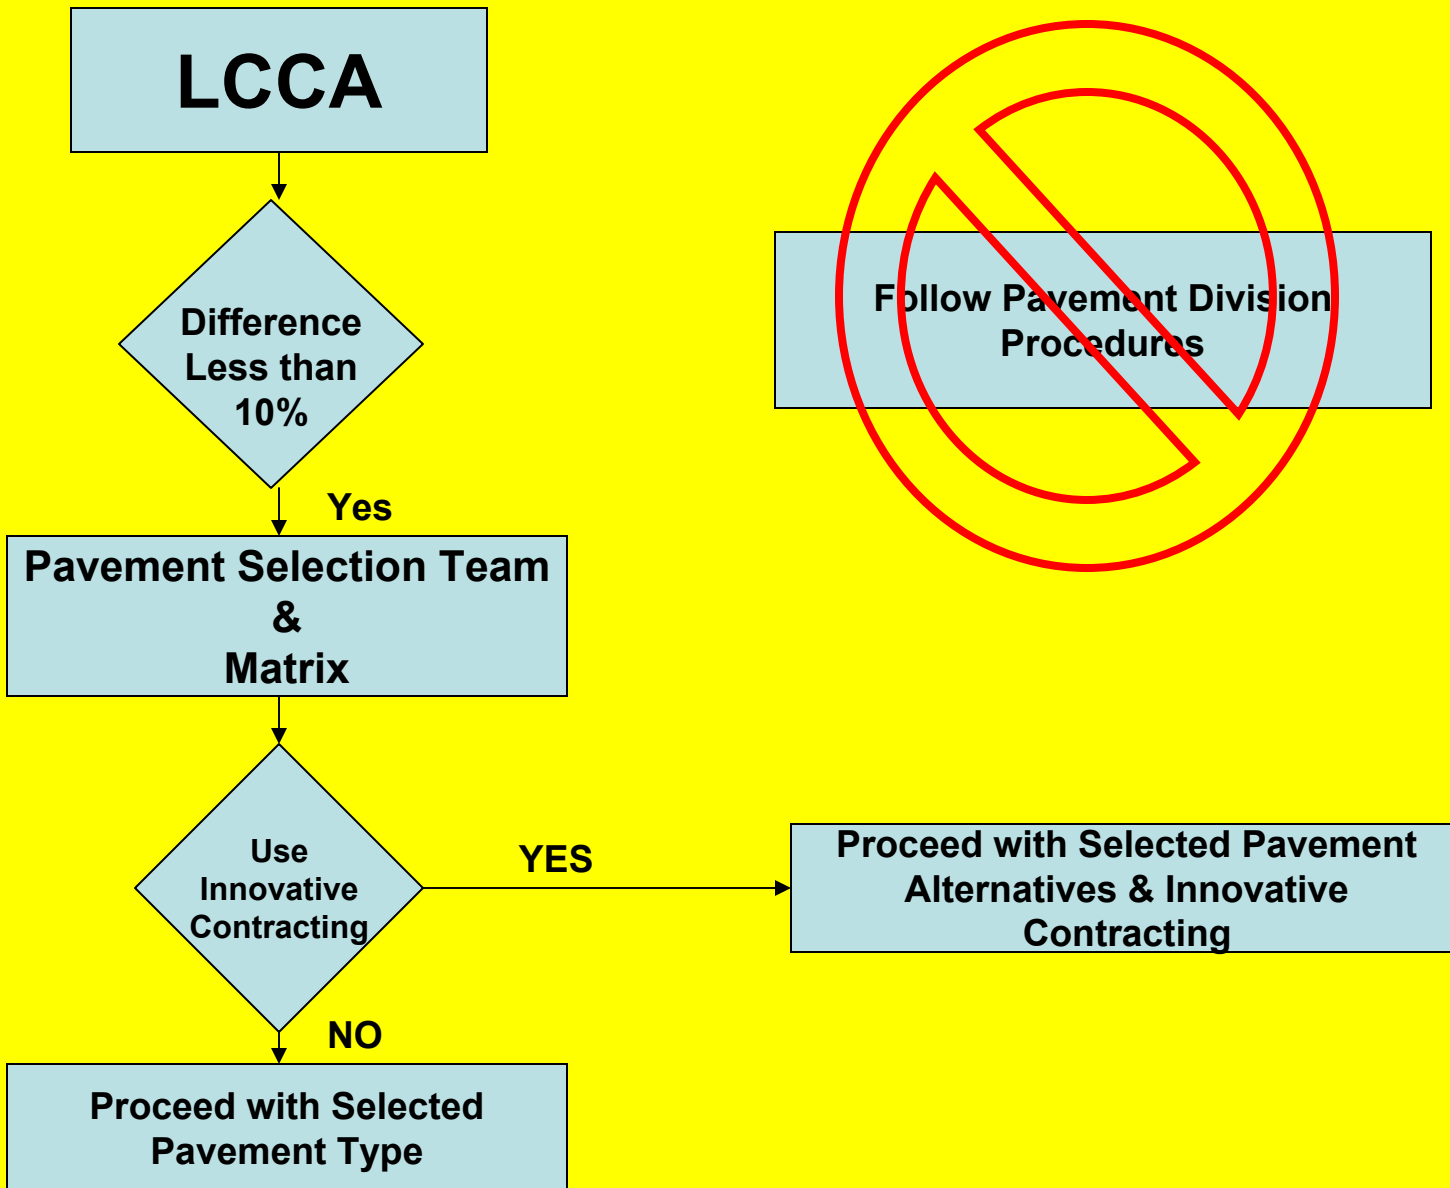 LCCA
Difference
Less than
10%
Follow Pavement Division
Procedures
Yes
Pavement Selection Team
&
Matrix
Use
Innovative
Contracting
YES
Proceed with Selected Pavement
Alternatives & Innovative
Contracting
NO
Proceed with Selected
Pavement Type